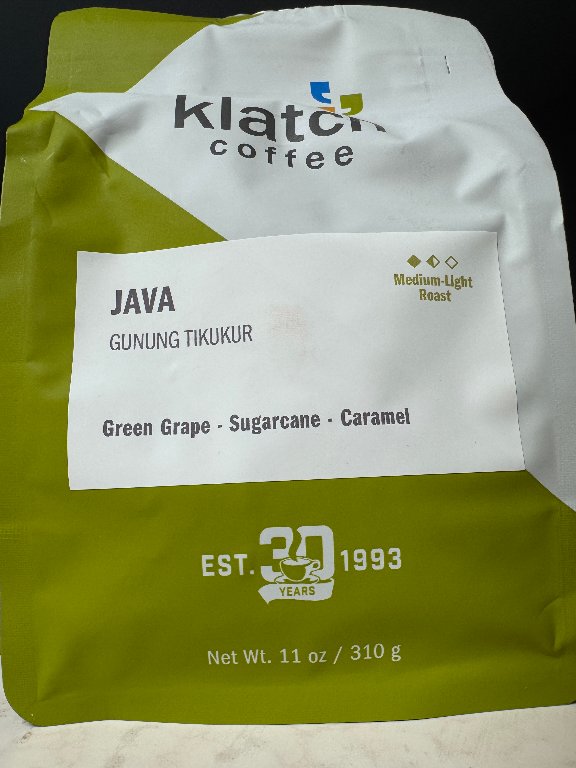 klatch
coffee
Medium-Light
Roast
JAVA
GUNUNG TIKUKUR
Green Grape - Sugarcane - Caramel
EST. 30 1993
YEARS
Net Wt. 11 oz / 310 g